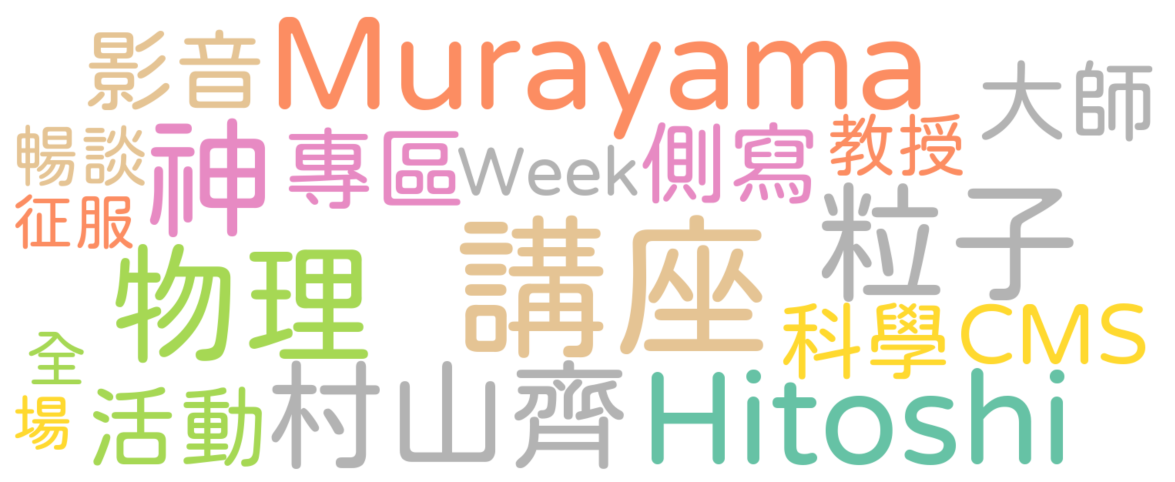 影音 Murayama 大師
暢談 神 專區 Week 側寫 教授
征服 粒子
物理 講座
科學 CMS
全 村山齊 Hitoshi
場 活動